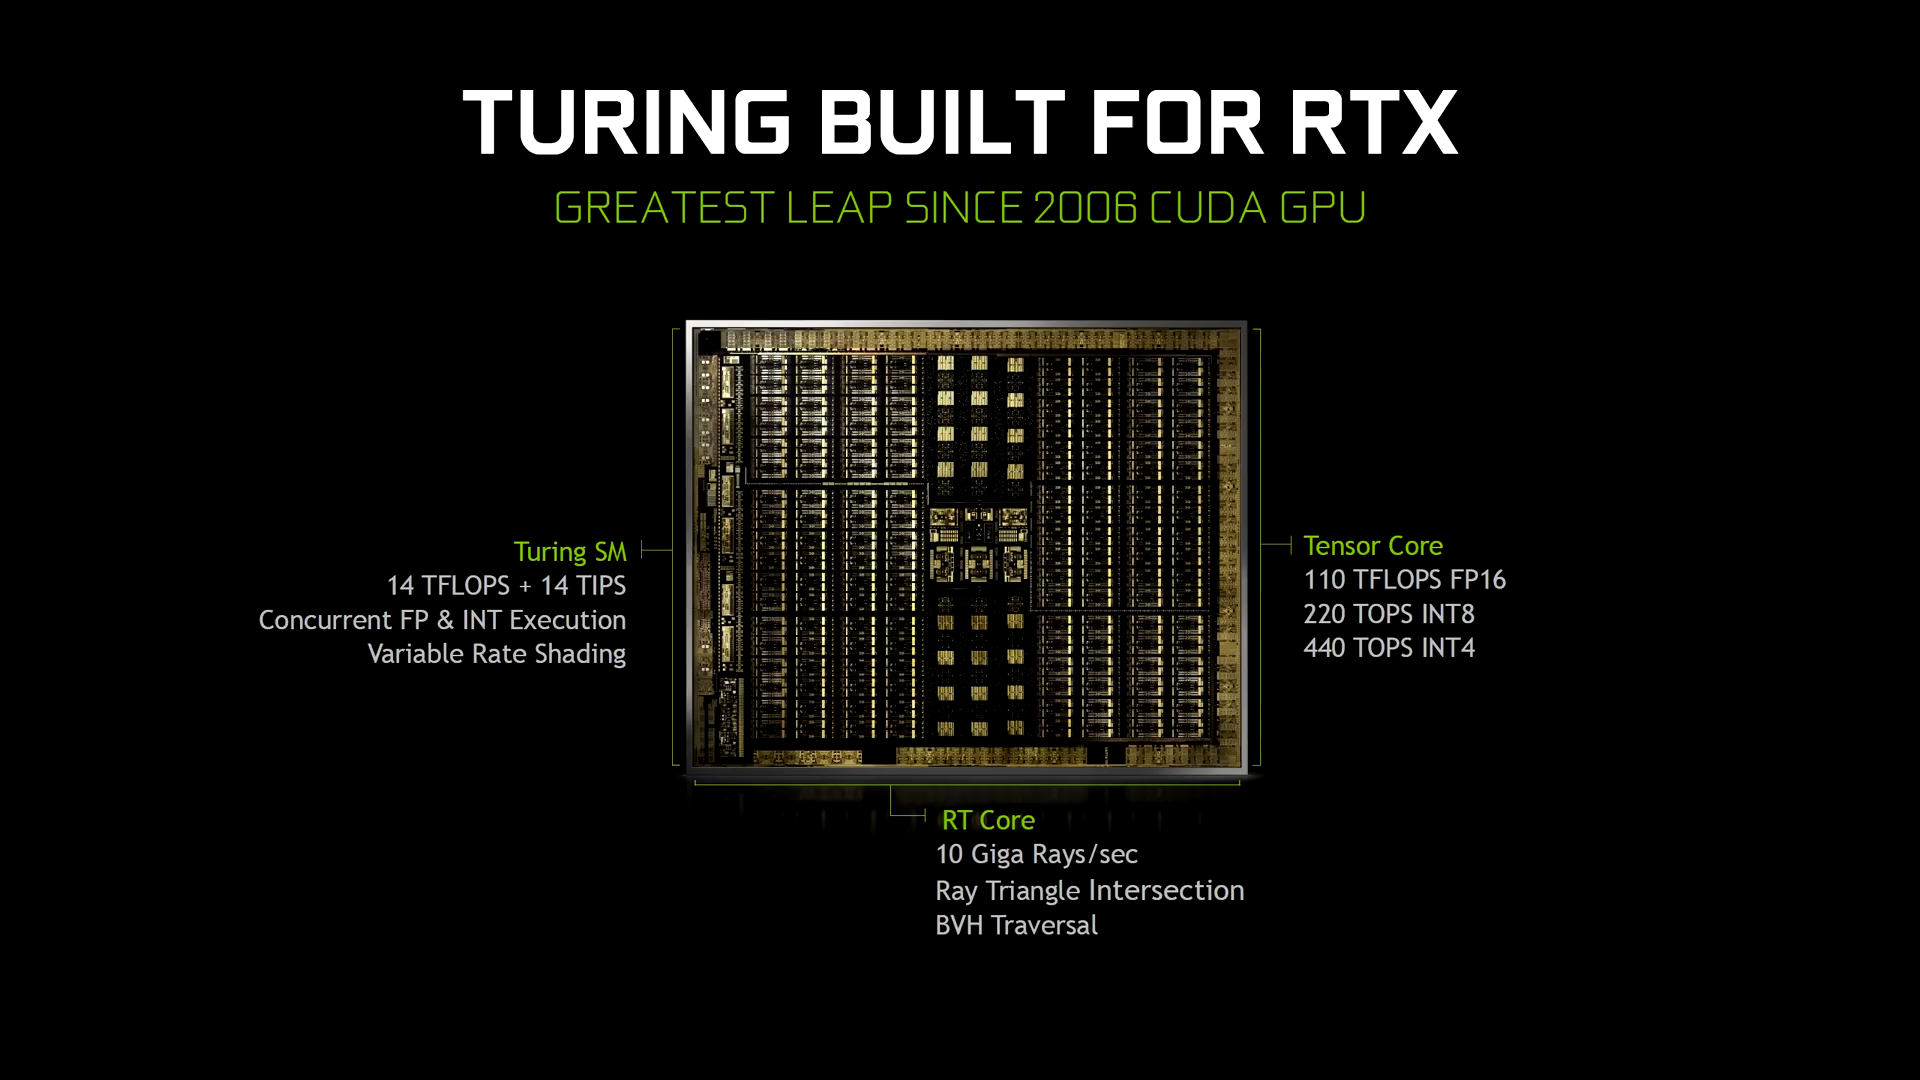 TURING BUILT FOR RTX
GREATEST LEAP SINCE 2006 CUDA GPU
Turing SM
14 TFLOPS + 14 TIPS
Concurrent FP & INT Execution
Variable Rate Shading
Tensor Core
110 TFLOPS FP16
220 TOPS INT8
440 TOPS INT4
RT Core
10 Giga Rays/sec
Ray Triangle Intersection
BVH Traversal